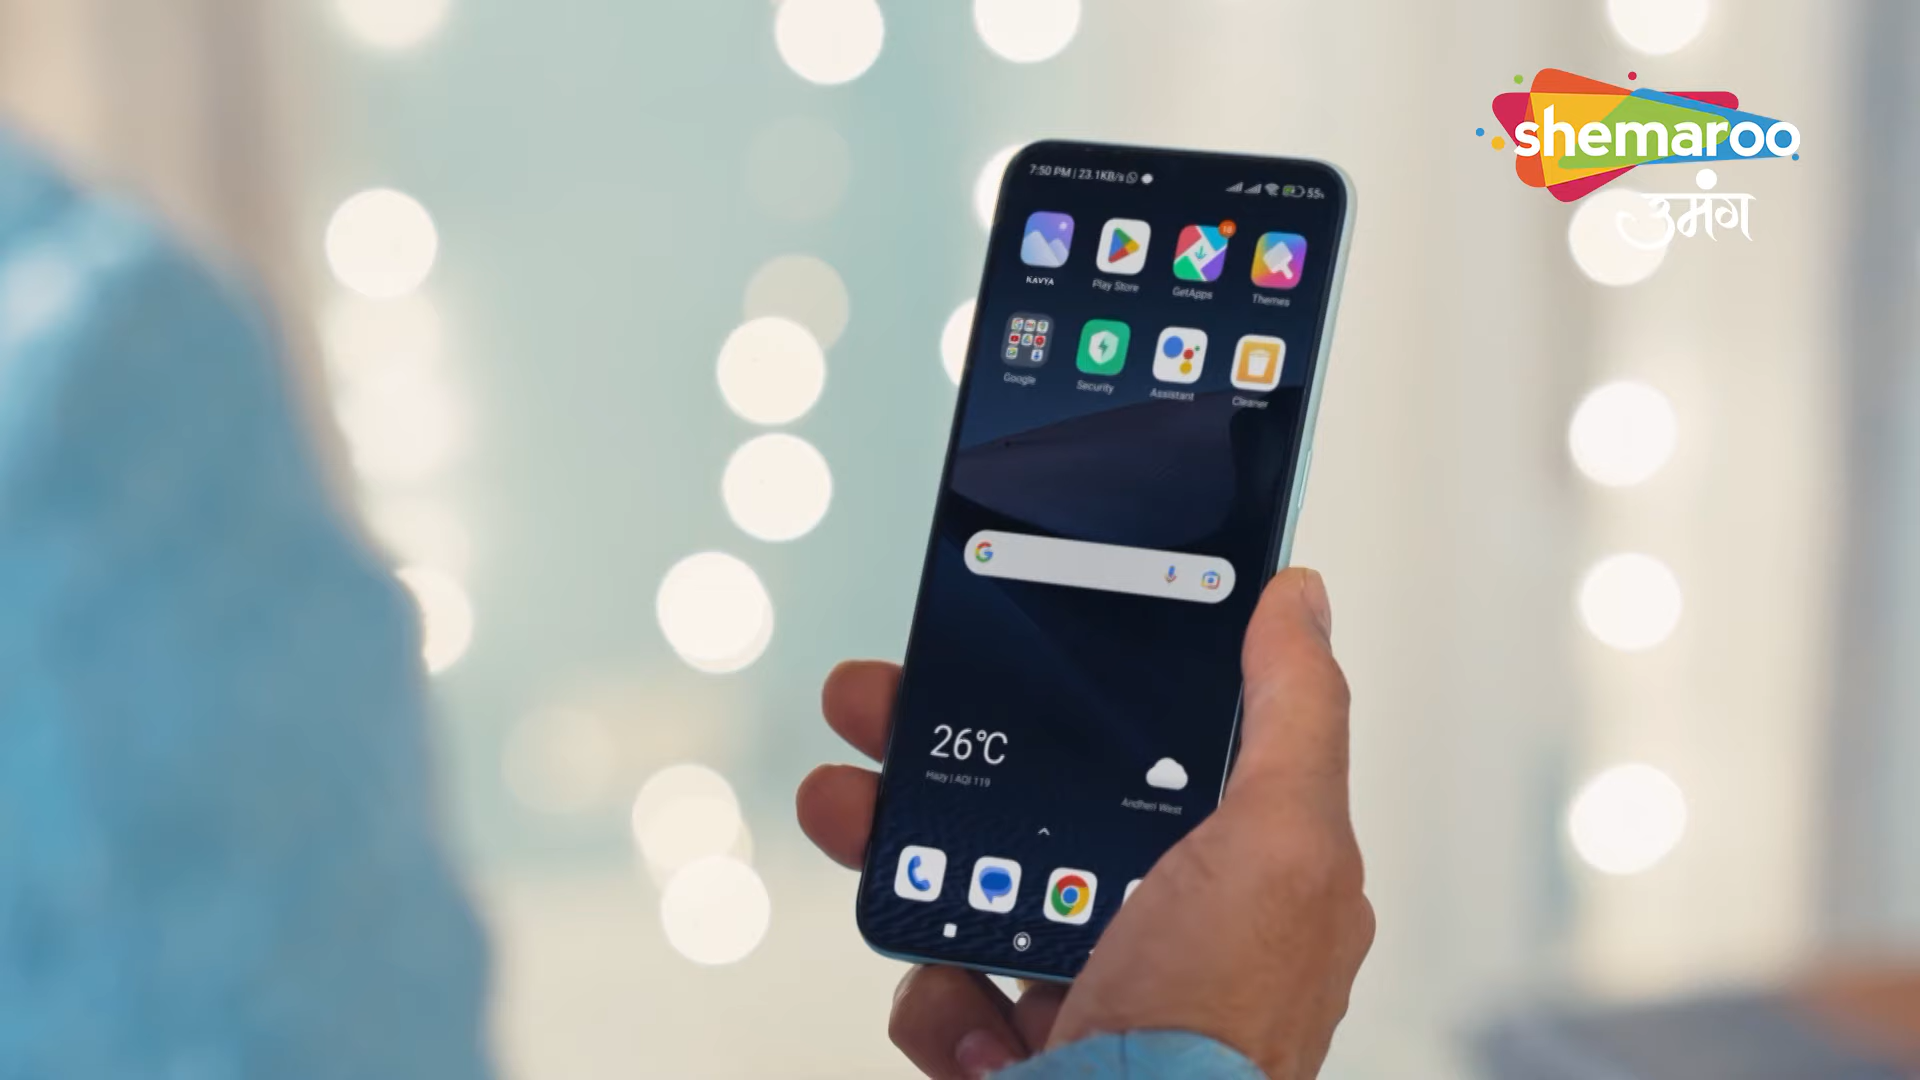 shemaroo
उमंग
7:50 PM | 23.1KB/s
55%
KAVYA
Play Store
GetApps
10
Themes
Google
Security
Assistant
Cleaner
26°C
Hazy | AQI 119
Andheri West